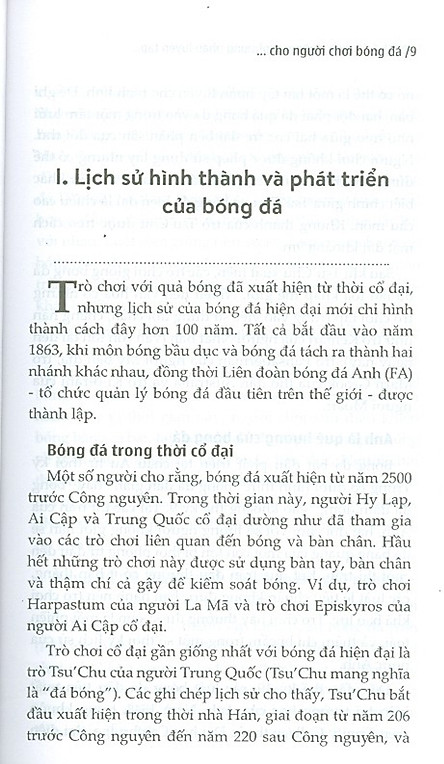 ... cho người chơi bóng đá /9
I. Lịch sử hình thành và phát triển
của bóng đá
Trò chơi với quả bóng đã xuất hiện từ thời cổ đại,
nhưng lịch sử của bóng đá hiện đại mới chỉ hình
thành cách đây hơn 100 năm. Tất cả bắt đầu vào năm
1863, khi môn bóng bầu dục và bóng đá tách ra thành hai
nhánh khác nhau, đồng thời Liên đoàn bóng đá Anh (FA)
- tổ chức quản lý bóng đá đầu tiên trên thế giới - được
thành lập.
Bóng đá trong thời cổ đại
Một số người cho rằng, bóng đá xuất hiện từ năm 2500
trước Công nguyên. Trong thời gian này, người Hy Lạp,
Ai Cập và Trung Quốc cổ đại dường như đã tham gia
vào các trò chơi liên quan đến bóng và bàn chân. Hầu
hết những trò chơi này được sử dụng bàn tay, bàn chân
và thậm chí cả gậy để kiểm soát bóng. Ví dụ, trò chơi
Harpastum của người La Mã và trò chơi Episkyros của
người Ai Cập cổ đại.
Trò chơi cổ đại gần giống nhất với bóng đá hiện đại là
trò Tsu'Chu của người Trung Quốc (Tsu'Chu mang nghĩa
là “đá bóng”). Các ghi chép lịch sử cho thấy, Tsu'Chu bắt
đầu xuất hiện trong thời nhà Hán, giai đoạn từ năm 206
trước Công nguyên đến năm 220 sau Công nguyên, và